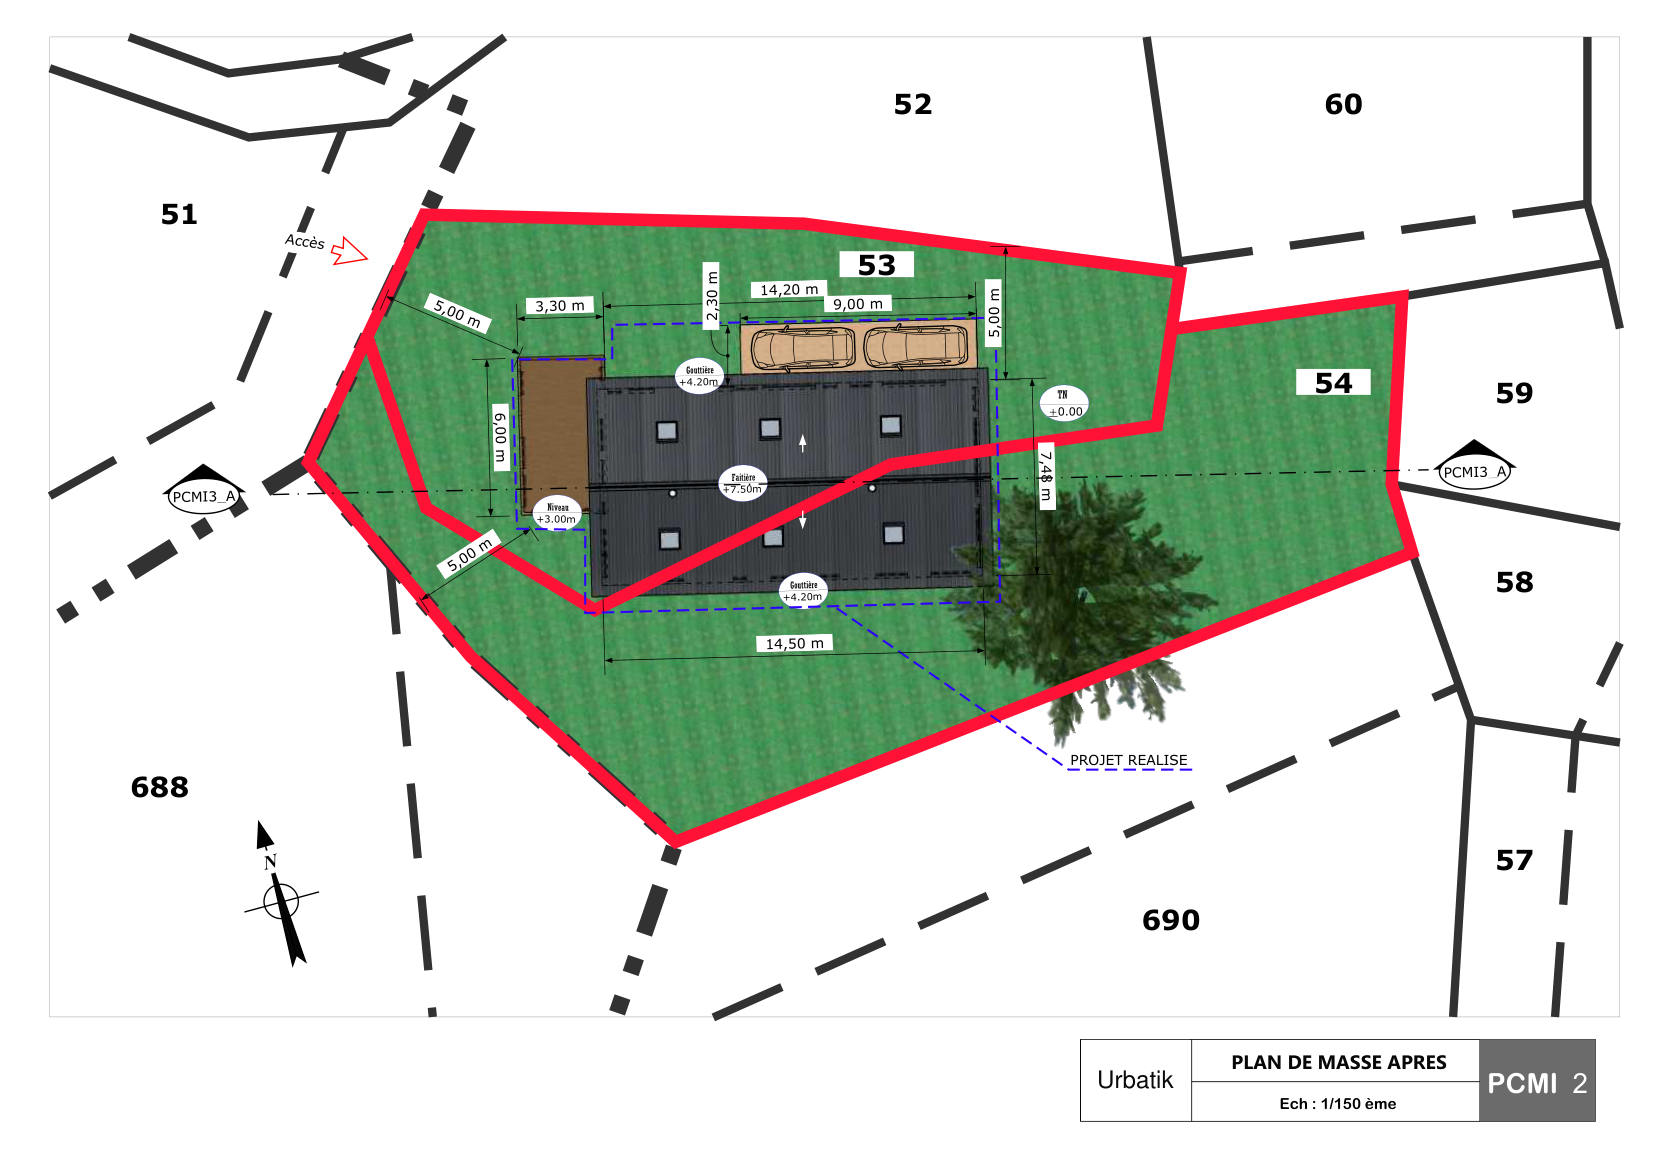 52
60
51
Accès
53
14,20 m
2,30 m
9,00 m
3,30 m
5,00 m
5,00 m
Gouttière
+4.20m
54
59
TN
+0.00
6,00 m
7,48 m
PCMI3_A
PCMI3_A
Faitière
+7.50m
Niveau
+3.00m
5,00 m
58
Gouttière
+4.20m
14,50 m
PROJET REALISE
688
N
57
690
Urbatik
PLAN DE MASSE APRES
Ech : 1/150 ème
PCMI 2